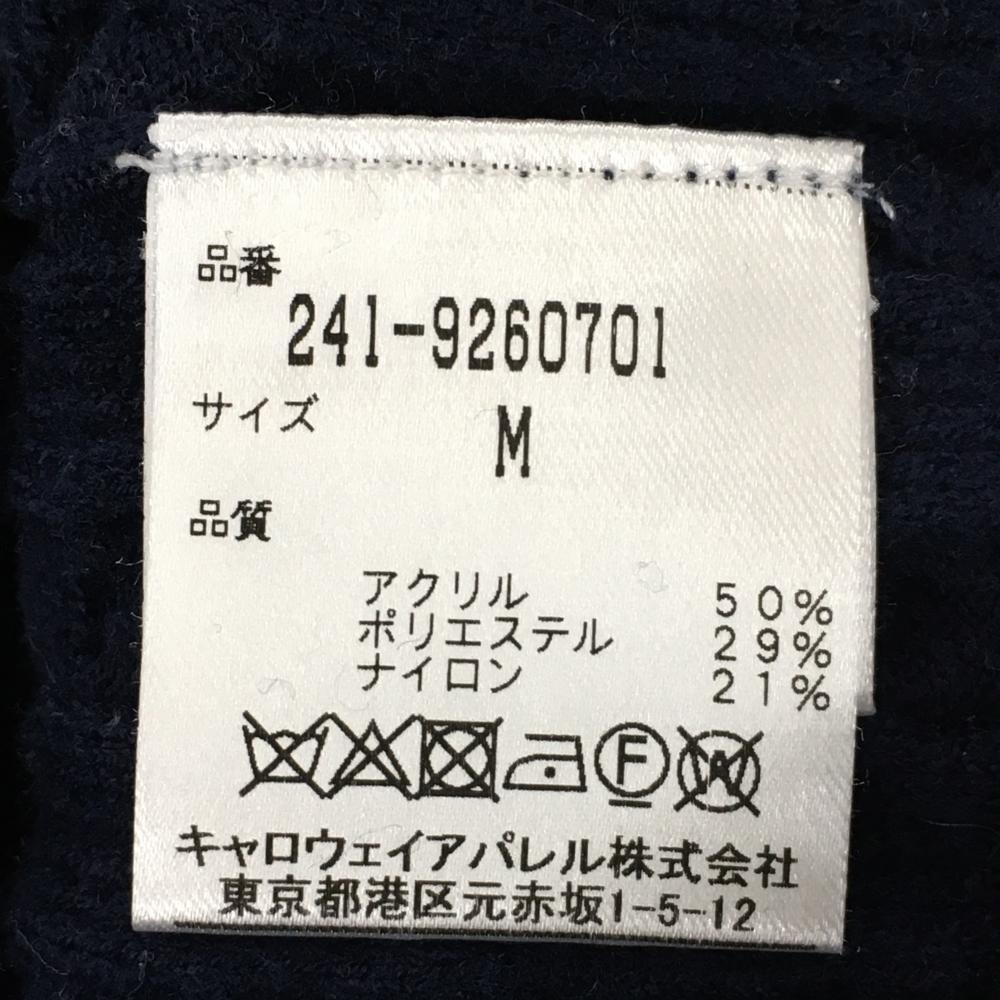 品番
241-9260701
サイズ
M
品質
アクリル 50%
ポリエステル 29%
ナイロン 21%
F W
キャロウェイアパレル株式会社
東京都港区元赤坂1-5-12